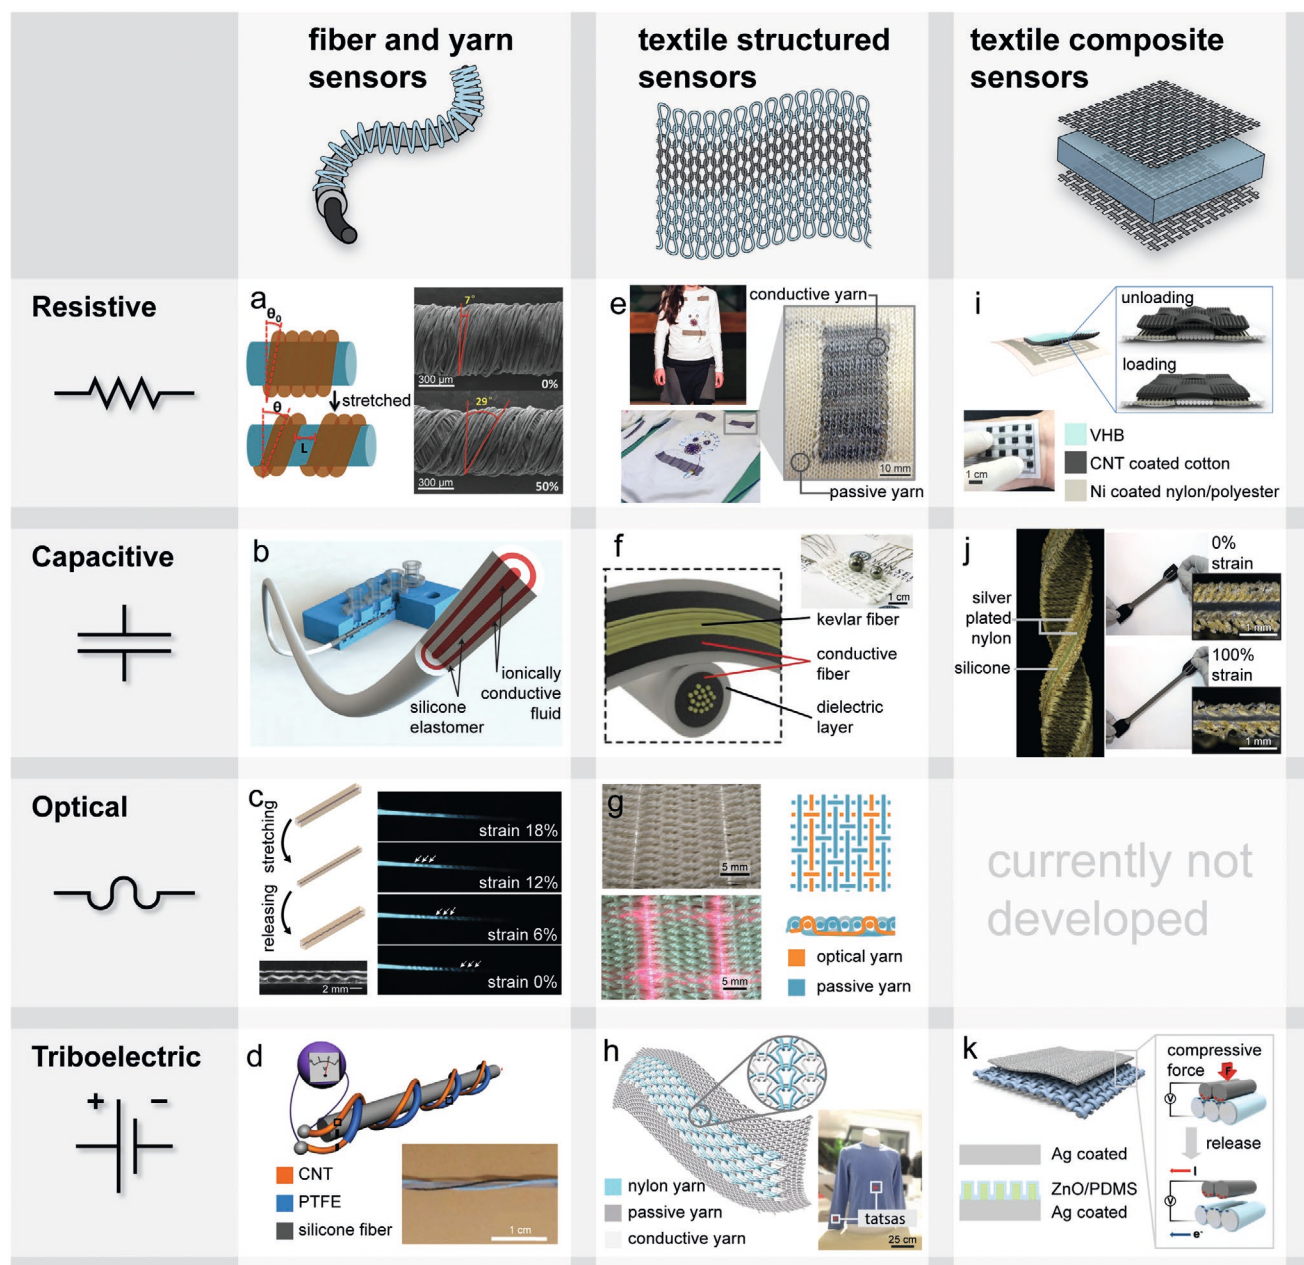 fiber and yarn
sensors
textile structured
sensors
textile composite
sensors
Resistive
a
θ0
stretched
θ
L
7°
300 µm
0%
29°
300 µm
50%
e
conductive yarn
10 mm
passive yarn
i
unloading
loading
1 cm
VHB
CNT coated cotton
Ni coated nylon/polyester
Capacitive
b
ionically
conductive
fluid
silicone
elastomer
f
1 cm
kevlar fiber
conductive
fiber
dielectric
layer
j
silver
plated
nylon
silicone
0%
strain
1 mm
100%
strain
1 mm
Optical
c
stretching
releasing
2 mm
strain 18%
strain 12%
strain 6%
strain 0%
g
5 mm
5 mm
optical yarn
passive yarn
currently not
developed
Triboelectric
+ −
d
CNT
PTFE
silicone fiber
1 cm
h
nylon yarn
passive yarn
conductive yarn
tatsas
25 cm
k
compressive
force
F
V
release
I
V
e-
Ag coated
ZnO/PDMS
Ag coated